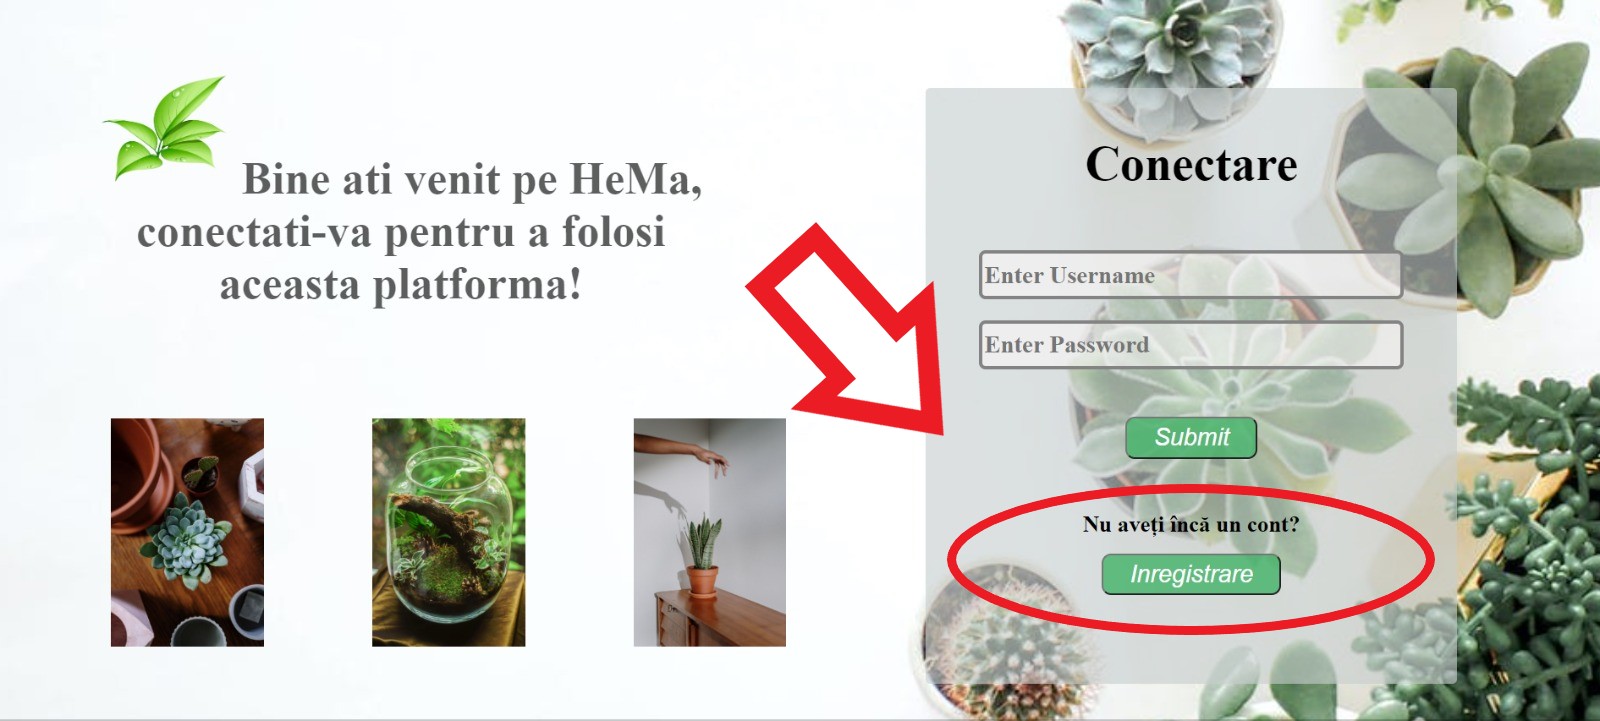 Bine ati venit pe HeMa,
conectati-va pentru a folosi
aceasta platforma!
Conectare
Enter Username
Enter Password
Submit
Nu aveți încă un cont?
Inregistrare